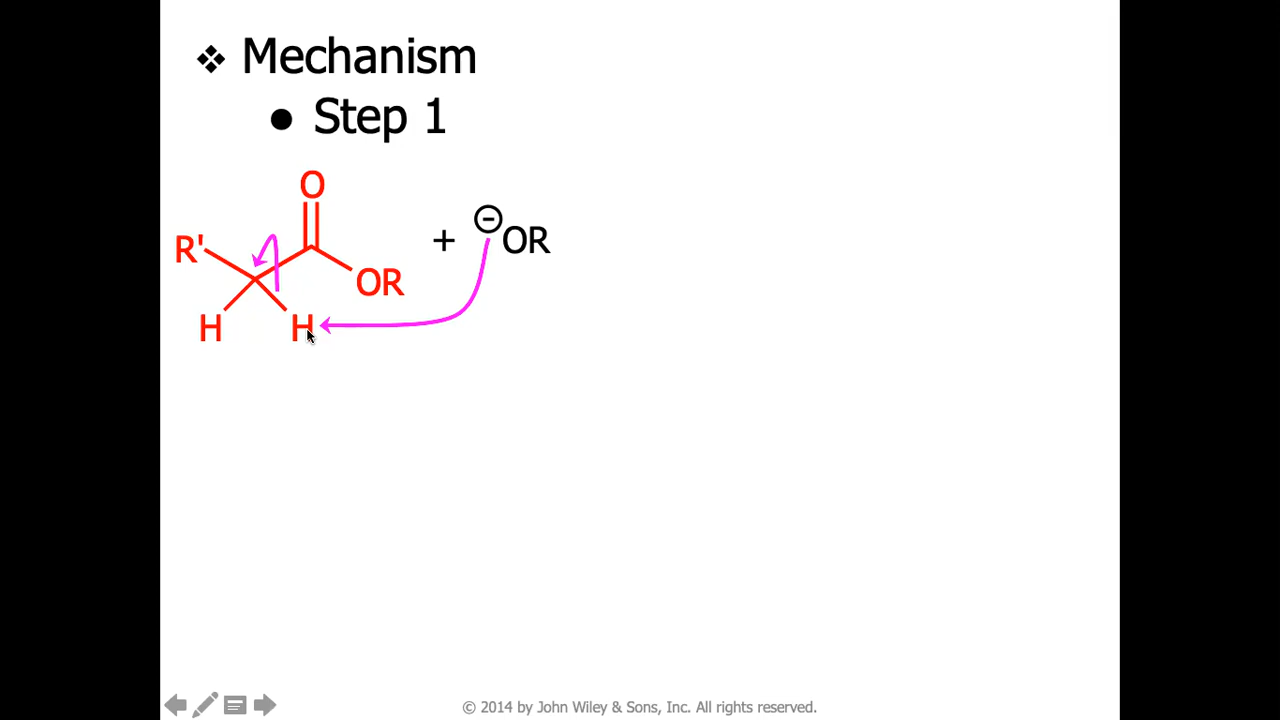 ❖ Mechanism
● Step 1
O
R'
OR
H
H
+
⊖
OR
© 2014 by John Wiley & Sons, Inc. All rights reserved.